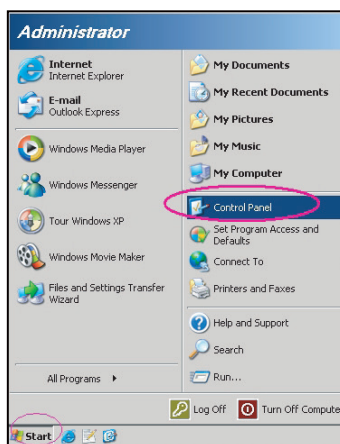 Administrator
Internet
Internet Explorer
E-mail
Outlook Express
Windows Media Player
Windows Messenger
Tour Windows XP
Windows Movie Maker
Files and Settings Transfer
Wizard
All Programs
My Documents
My Recent Documents
My Pictures
My Music
My Computer
Control Panel
Set Program Access and
Defaults
Connect To
Printers and Faxes
Help and Support
Search
Run...
Log Off
Turn Off Compute
Start